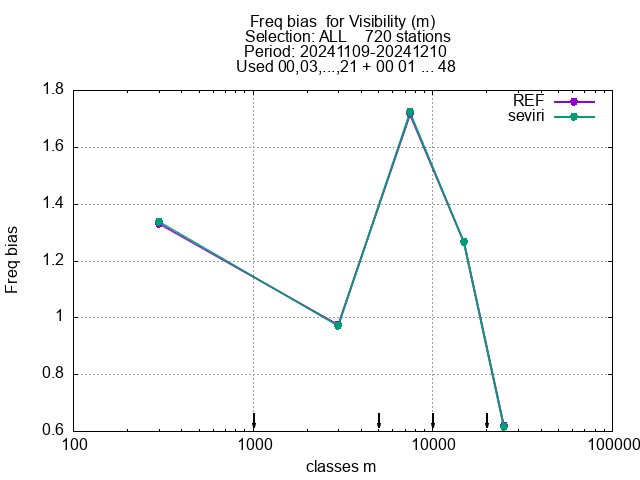 Freq bias  for Visibility (m)
Selection: ALL    720 stations
Period: 20241109-20241210
Used 00,03,...,21 + 00 01 ... 48
REF
seviri
Freq bias
1.8
1.6
1.4
1.2
1
0.8
0.6
100
1000
10000
100000
classes m